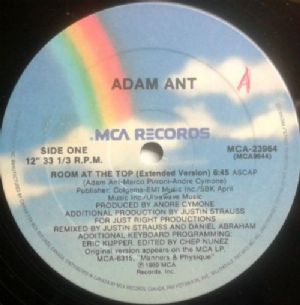 ADAM ANT
A
MCA RECORDS
SIDE ONE
12" 33 1/3 R.P.M.
MCA-23964
(MCA9644)
ROOM AT THE TOP (Extended Version) 6:45 ASCAP
(Adam Ant-Marco Pirroni-Andre Cymone)
Publisher: Colgems-EMI Music Inc/SBK April
Music Inc/Ultrawave Music
PRODUCED BY ANDRE CYMONE
ADDITIONAL PRODUCTION BY JUSTIN STRAUSS
FOR JUST RIGHT PRODUCTIONS
REMIXED BY JUSTIN STRAUSS AND DANIEL ABRAHAM
ADDITIONAL KEYBOARD PROGRAMMING:
ERIC KUPPER. EDITED BY CHEP NUNEZ
Original version appears on the MCA LP,
MCA-6315, "Manners & Physique"
℗ 1989 MCA
Records, Inc.